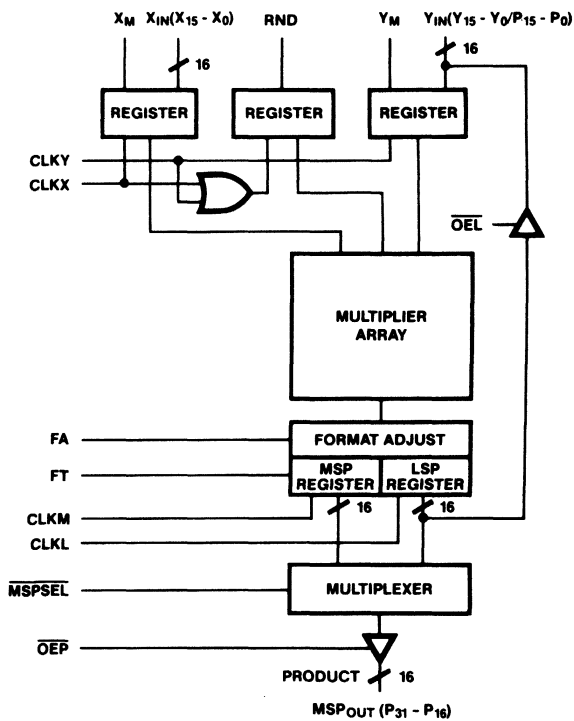 XM XIN(X15 - X0) RND YM YIN(Y15 - Y0/P15 - P0)
16 16
REGISTER REGISTER REGISTER
CLKY
CLKX
OEL
MULTIPLIER
ARRAY
FA FORMAT ADJUST
FT MSP REGISTER LSP REGISTER
CLKM 16 16
CLKL
MSPSEL MULTIPLEXER
OEP
PRODUCT 16
MSPOUT (P31 - P16)